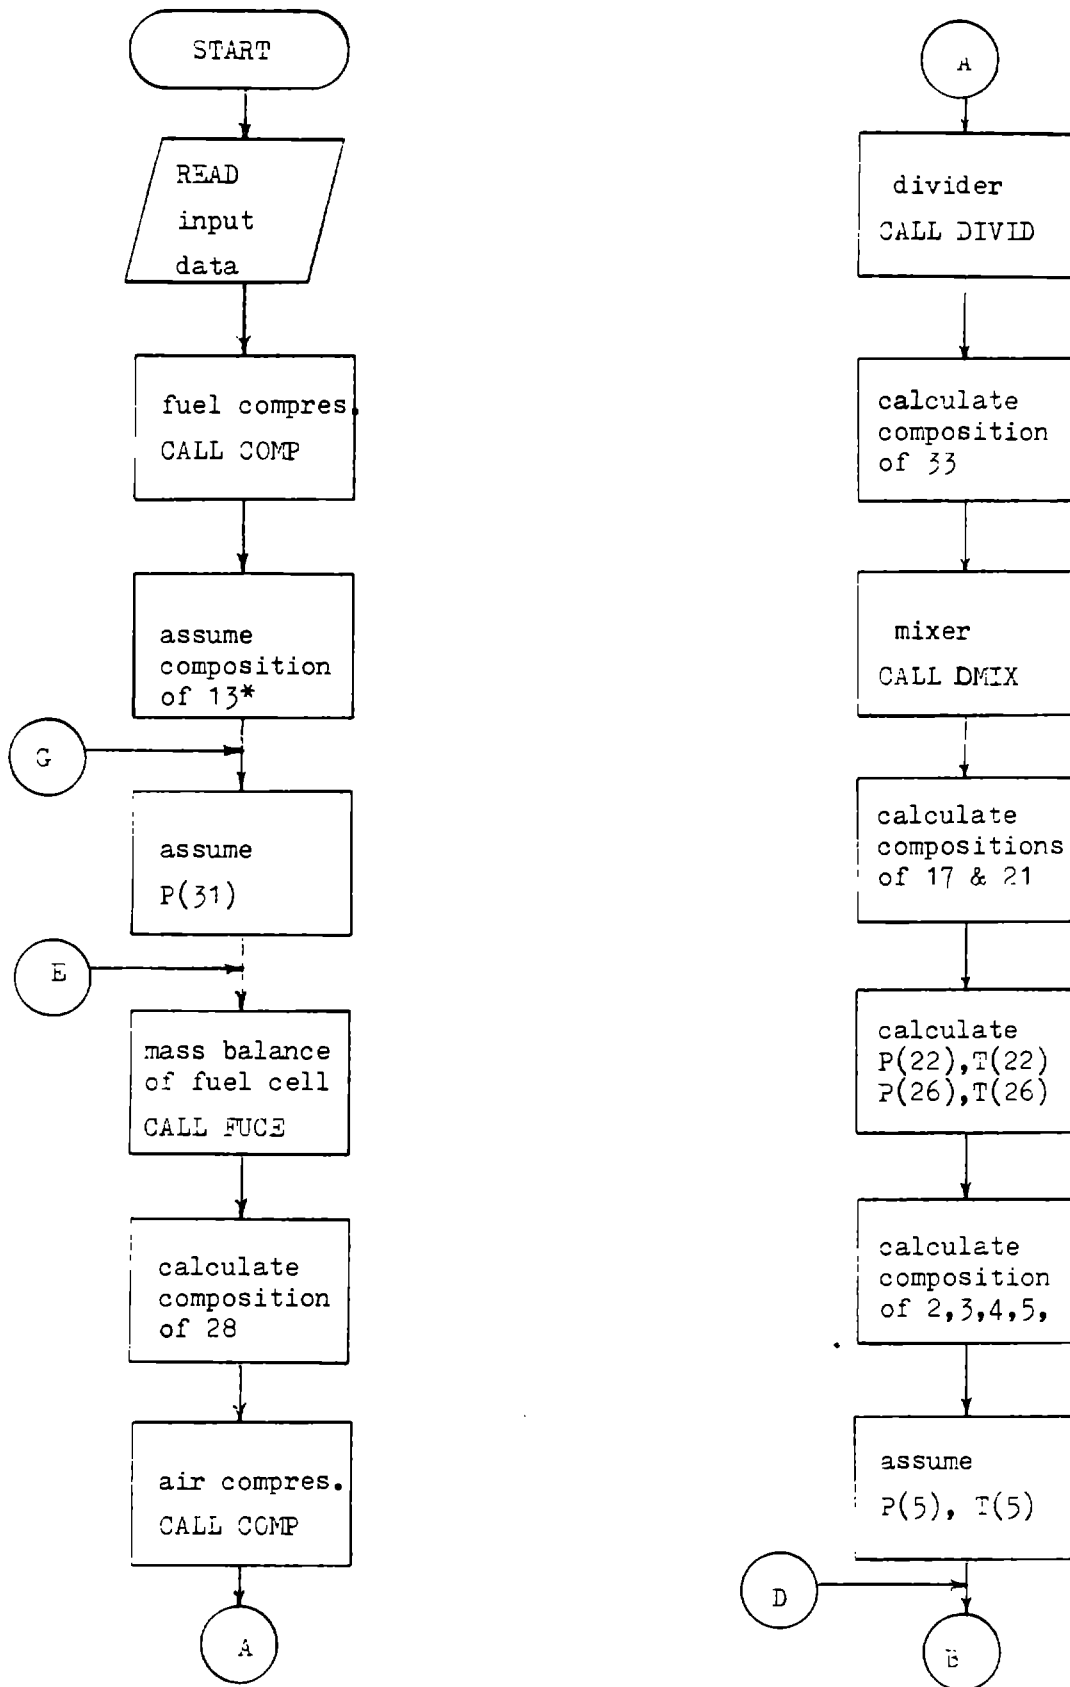 START
READ
input
data
fuel compres.
CALL COMP
assume
composition
of 13*
G
assume
P(31)
E
mass balance
of fuel cell
CALL FUCE
calculate
composition
of 28
air compres.
CALL COMP
A
A
divider
CALL DIVID
calculate
composition
of 33
mixer
CALL DMIX
calculate
compositions
of 17 & 21
calculate
P(22),T(22)
P(26),T(26)
calculate
composition
of 2,3,4,5,
assume
P(5), T(5)
D
B